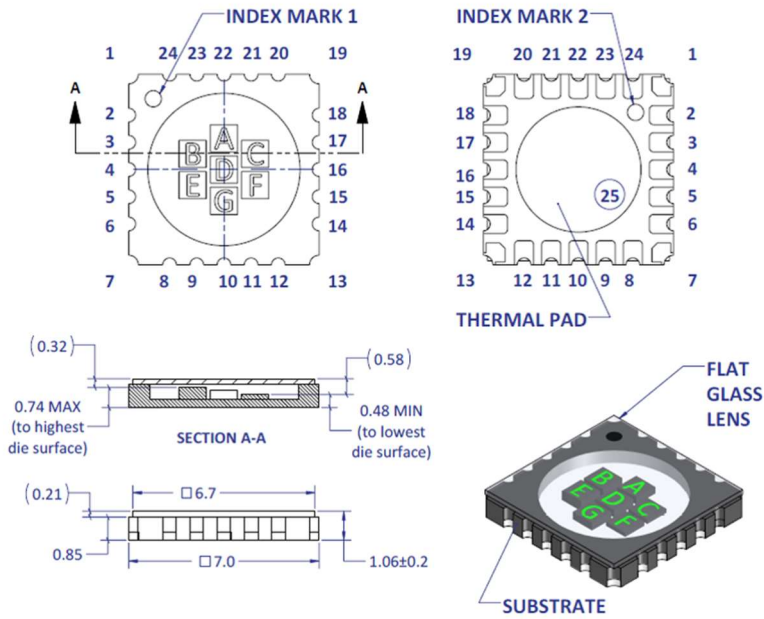 INDEX MARK 1
INDEX MARK 2
1 24 23 22 21 20 19
19 20 21 22 23 24 1
A A
2 18
3 17
4 16
5 15
6 14
7 8 9 10 11 12 13
A
B C
D
E F
G
18 2
17 3
16 4
15 5
14 6
25
13 12 11 10 9 8 7
THERMAL PAD
(0.32)
(0.58)
0.74 MAX
(to highest
die surface)
SECTION A-A
0.48 MIN
(to lowest
die surface)
(0.21)
□6.7
0.85
□7.0
1.06±0.2
FLAT
GLASS
LENS
B A
E D C
G F
SUBSTRATE